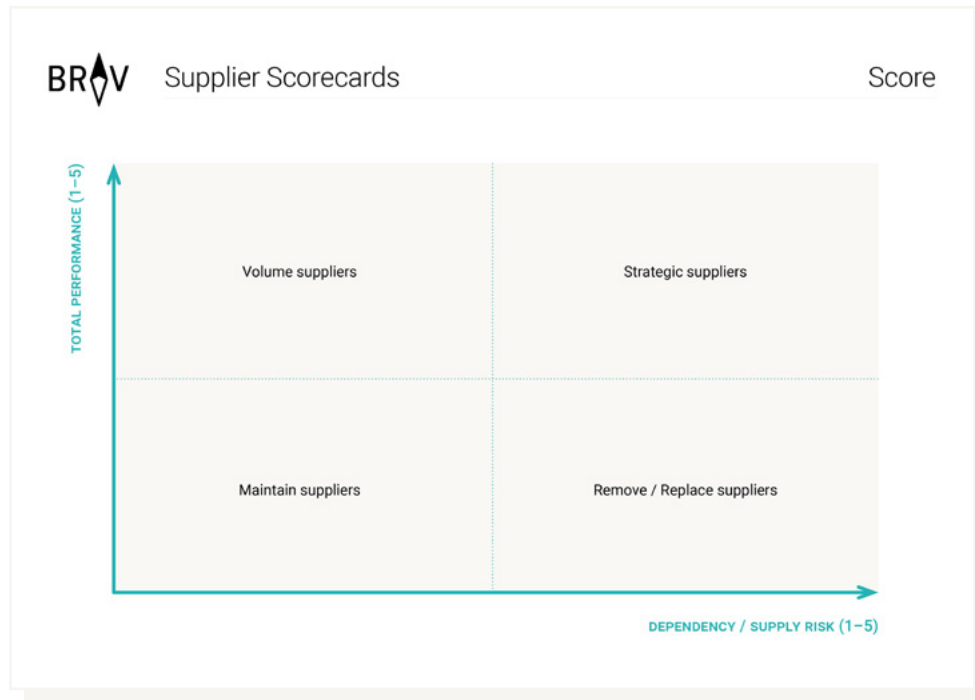 BRAV
Supplier Scorecards
Score
TOTAL PERFORMANCE (1–5)
Volume suppliers
Strategic suppliers
Maintain suppliers
Remove / Replace suppliers
DEPENDENCY / SUPPLY RISK (1–5)